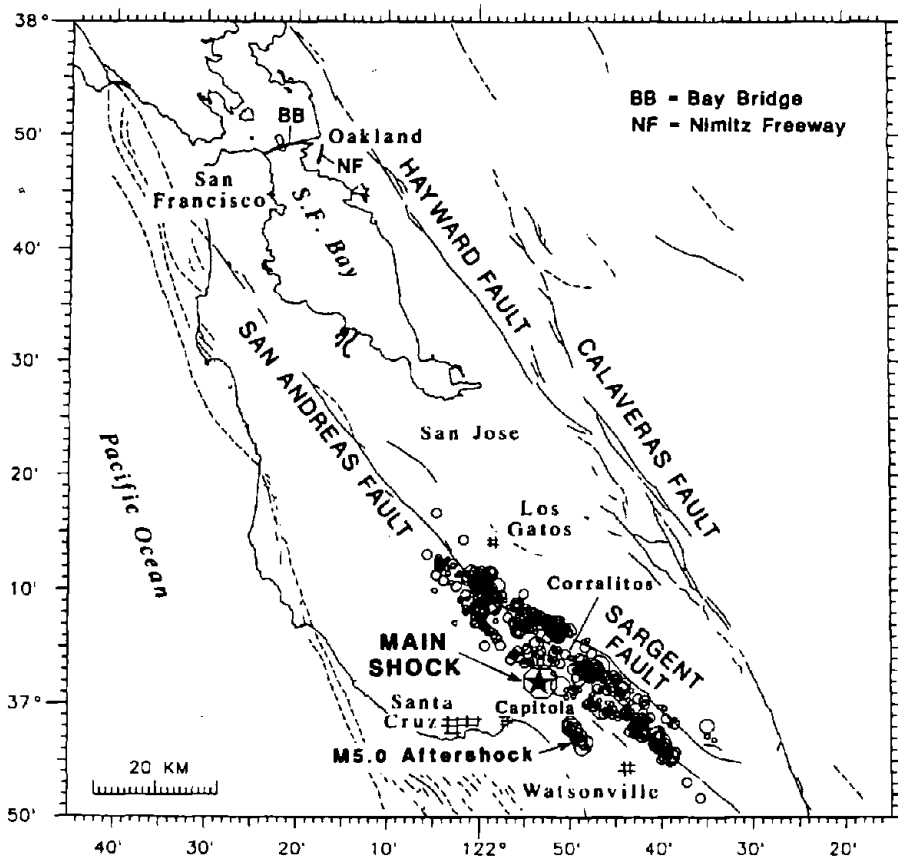 38°
50'
40'
30'
20'
10'
37°
50'
BB = Bay Bridge
NF = Nimitz Freeway
BB
Oakland
NF
San
Francisco
S.F. Bay
HAYWARD FAULT
CALAVERAS FAULT
SAN ANDREAS FAULT
San Jose
Pacific Ocean
Los
Gatos
Corralitos
SARGENT
FAULT
MAIN
SHOCK
Santa
Cruz
Capitola
M5.0 Aftershock
Watsonville
20 KM
40'
30'
20'
10'
122°
50'
40'
30'
20'